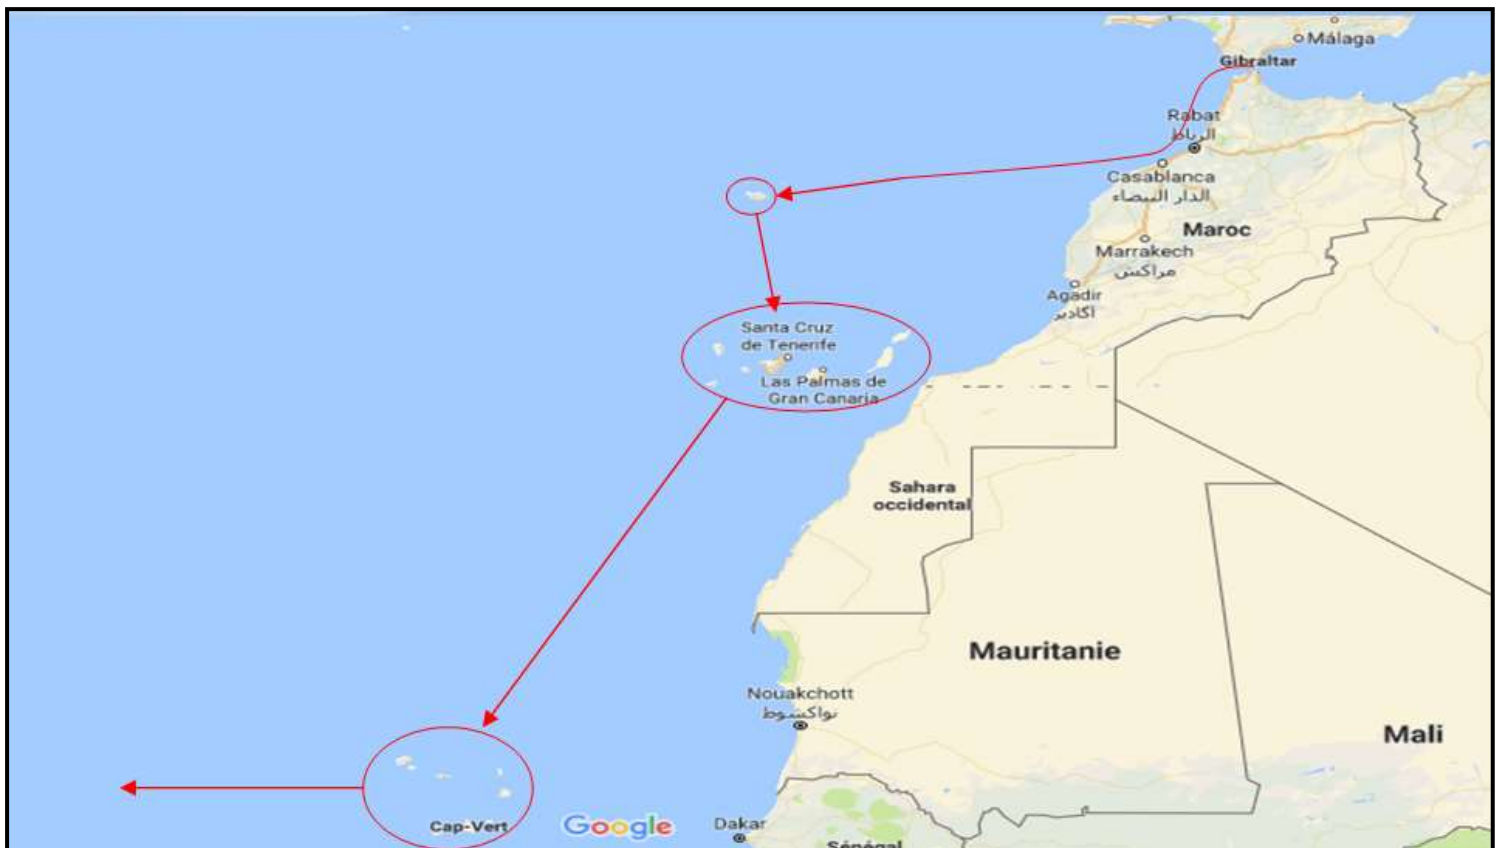 Málaga
Gibraltar
Rabat
الرباط
Casablanca
الدار البيضاء
Maroc
Marrakech
مراكش
Agadir
اكادير
Santa Cruz
de Tenerife
Las Palmas de
Gran Canaria
Sahara
occidental
Mauritanie
Nouakchott
نواكشوط
Mali
Cap-Vert
Google
Dakar
Sénégal